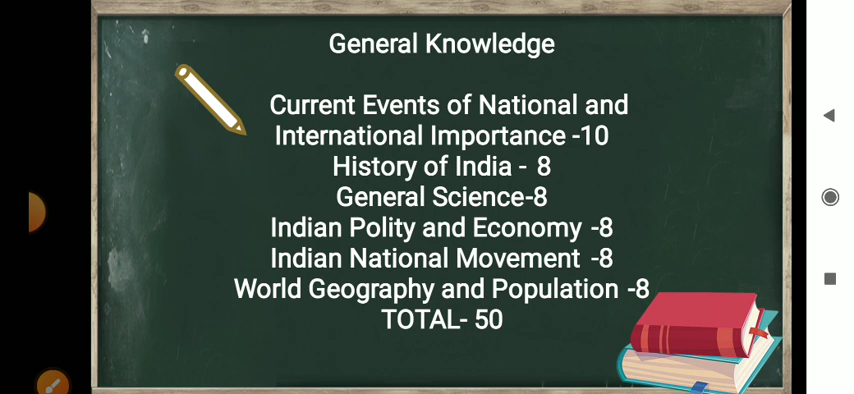 General Knowledge
Current Events of National and
International Importance -10
History of India - 8
General Science-8
Indian Polity and Economy -8
Indian National Movement -8
World Geography and Population -8
TOTAL- 50